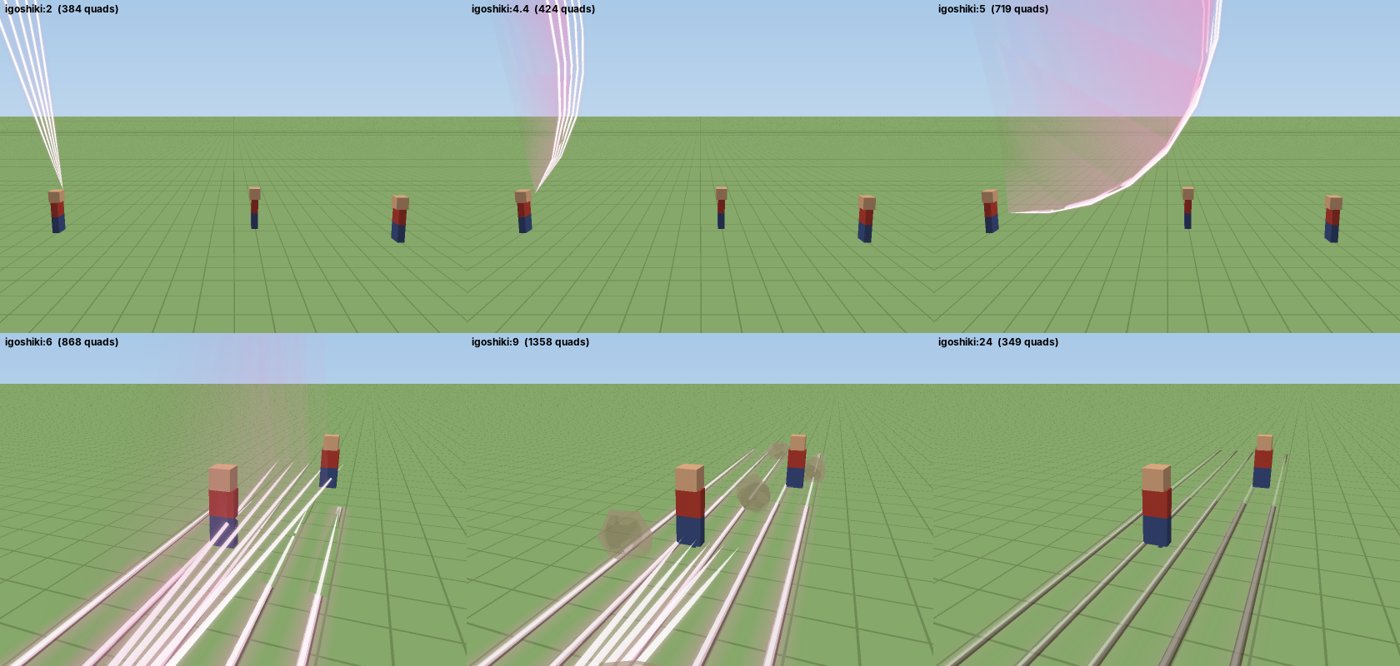 igoshiki:2 (384 quads)
igoshiki:4.4 (424 quads)
igoshiki:5 (719 quads)
igoshiki:6 (868 quads)
igoshiki:9 (1358 quads)
igoshiki:24 (349 quads)